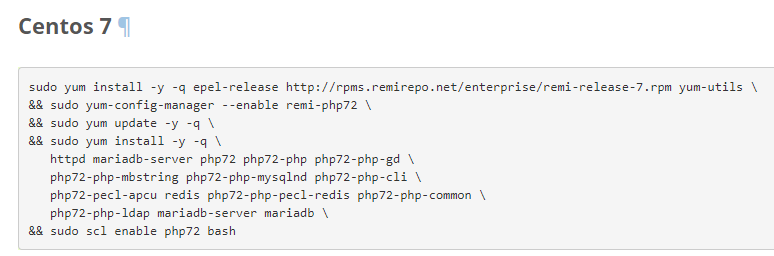 Centos 7 ¶
sudo yum install -y -q epel-release http://rpms.remirepo.net/enterprise/remi-release-7.rpm yum-utils \
&& sudo yum-config-manager --enable remi-php72 \
&& sudo yum update -y -q \
&& sudo yum install -y -q \
   httpd mariadb-server php72 php72-php php72-php-gd \
   php72-php-mbstring php72-php-mysqlnd php72-php-cli \
   php72-pecl-apcu redis php72-php-pecl-redis php72-php-common \
   php72-php-ldap mariadb-server mariadb \
&& sudo scl enable php72 bash